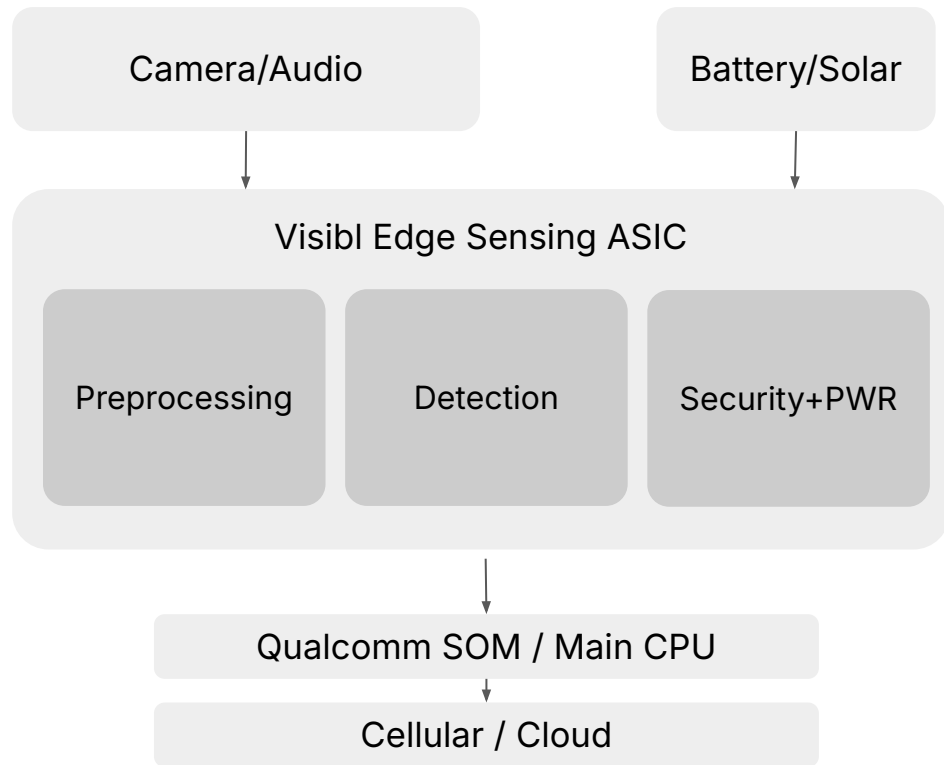 Camera/Audio
Battery/Solar
Visibl Edge Sensing ASIC
Preprocessing
Detection
Security+PWR
Qualcomm SOM / Main CPU
Cellular / Cloud